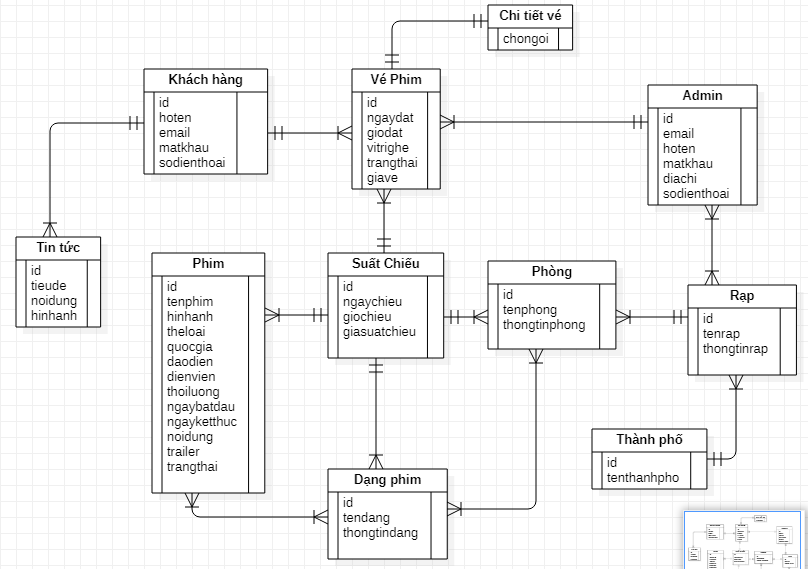 Chi tiết vé
chongoi
Khách hàng
id
hoten
email
matkhau
sodienthoai
Vé Phim
id
ngaydat
giodat
vitrighe
trangthai
giave
Admin
id
email
hoten
matkhau
diachi
sodienthoai
Tin tức
id
tieude
noidung
hinhanh
Phim
id
tenphim
hinhanh
theloai
quocgia
daodien
dienvien
thoiluong
ngaybatdau
ngayketthuc
noidung
trailer
trangthai
Suất Chiếu
id
ngaychieu
giochieu
giasuatchieu
Phòng
id
tenphong
thongtinphong
Rạp
id
tenrap
thongtinrap
Thành phố
id
tenthanhpho
Dạng phim
id
tendang
thongtindang